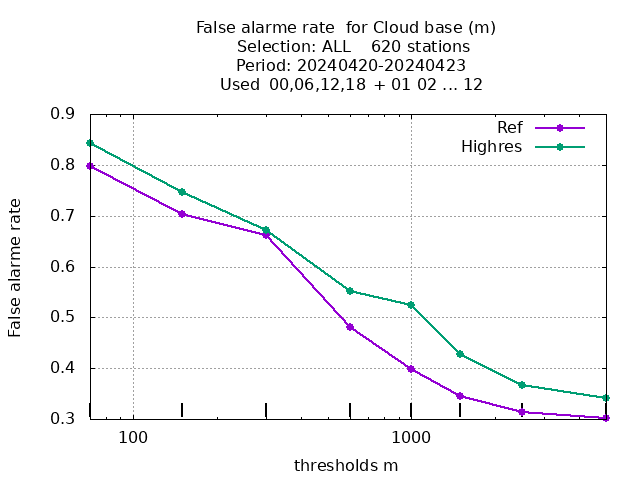 False alarme rate  for Cloud base (m)
Selection: ALL    620 stations
Period: 20240420-20240423
Used  00,06,12,18  + 01 02 ... 12
Ref
Highres
0.9
0.8
0.7
0.6
0.5
0.4
0.3
False alarme rate
100
1000
thresholds m